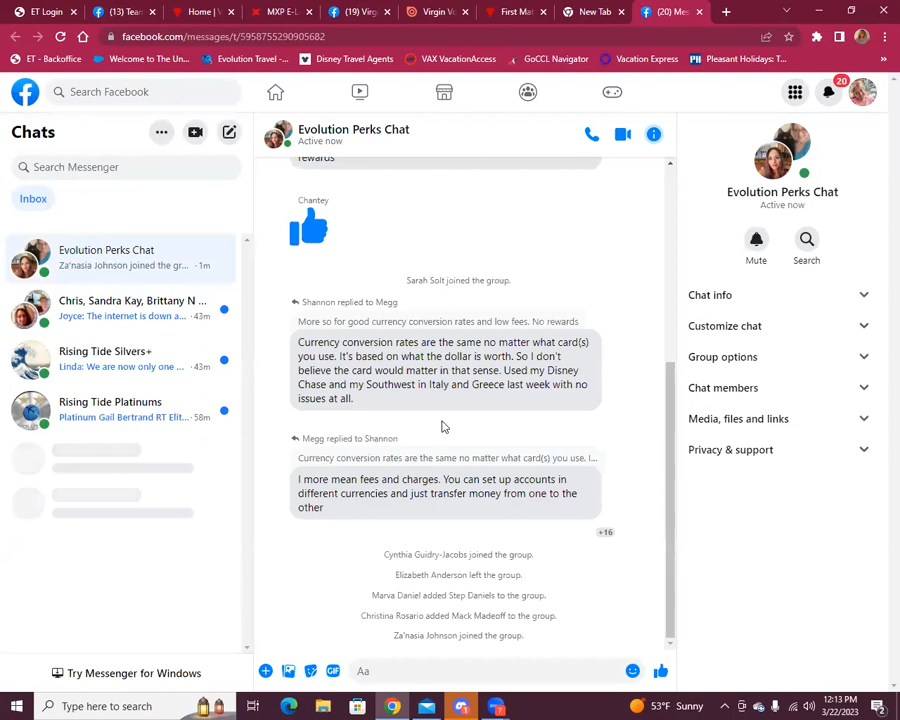 ET Login
(13) Team
Home | V
MXP E-L
(19) Virg
Virgin Vo
First Mat
New Tab
(20) Mes
facebook.com/messages/t/5958755290905682
ET - Backoffice
Welcome to The Un...
Evolution Travel -...
Disney Travel Agents
VAX VacationAccess
GoCCL Navigator
Vacation Express
Pleasant Holidays: T...
Search Facebook
20
Chats
Evolution Perks Chat
Active now
Search Messenger
Inbox
Evolution Perks Chat
Za'nasia Johnson joined the gr... · 1m
Chris, Sandra Kay, Brittany N ...
Joyce: The internet is down a... · 43m
Rising Tide Silvers+
Linda: We are now only one ... · 43m
Rising Tide Platinums
Platinum Gail Bertrand RT Elit... · 58m
Try Messenger for Windows
rewards
Chantey
Sarah Solt joined the group.
Shannon replied to Megg
More so for good currency conversion rates and low fees. No rewards
Currency conversion rates are the same no matter what card(s)
you use. It's based on what the dollar is worth. So I don't
believe the card would matter in that sense. Used my Disney
Chase and my Southwest in Italy and Greece last week with no
issues at all.
Megg replied to Shannon
Currency conversion rates are the same no matter what card(s) you use. I...
I more mean fees and charges. You can set up accounts in
different currencies and just transfer money from one to the
other
+16
Cynthia Guidry-Jacobs joined the group.
Elizabeth Anderson left the group.
Marva Daniel added Step Daniels to the group.
Christina Rosario added Mack Madeoff to the group.
Za'nasia Johnson joined the group.
GIF
Aa
Evolution Perks Chat
Active now
Mute
Search
Chat info
Customize chat
Group options
Chat members
Media, files and links
Privacy & support
Type here to search
53°F Sunny
12:13 PM
3/22/2023
2